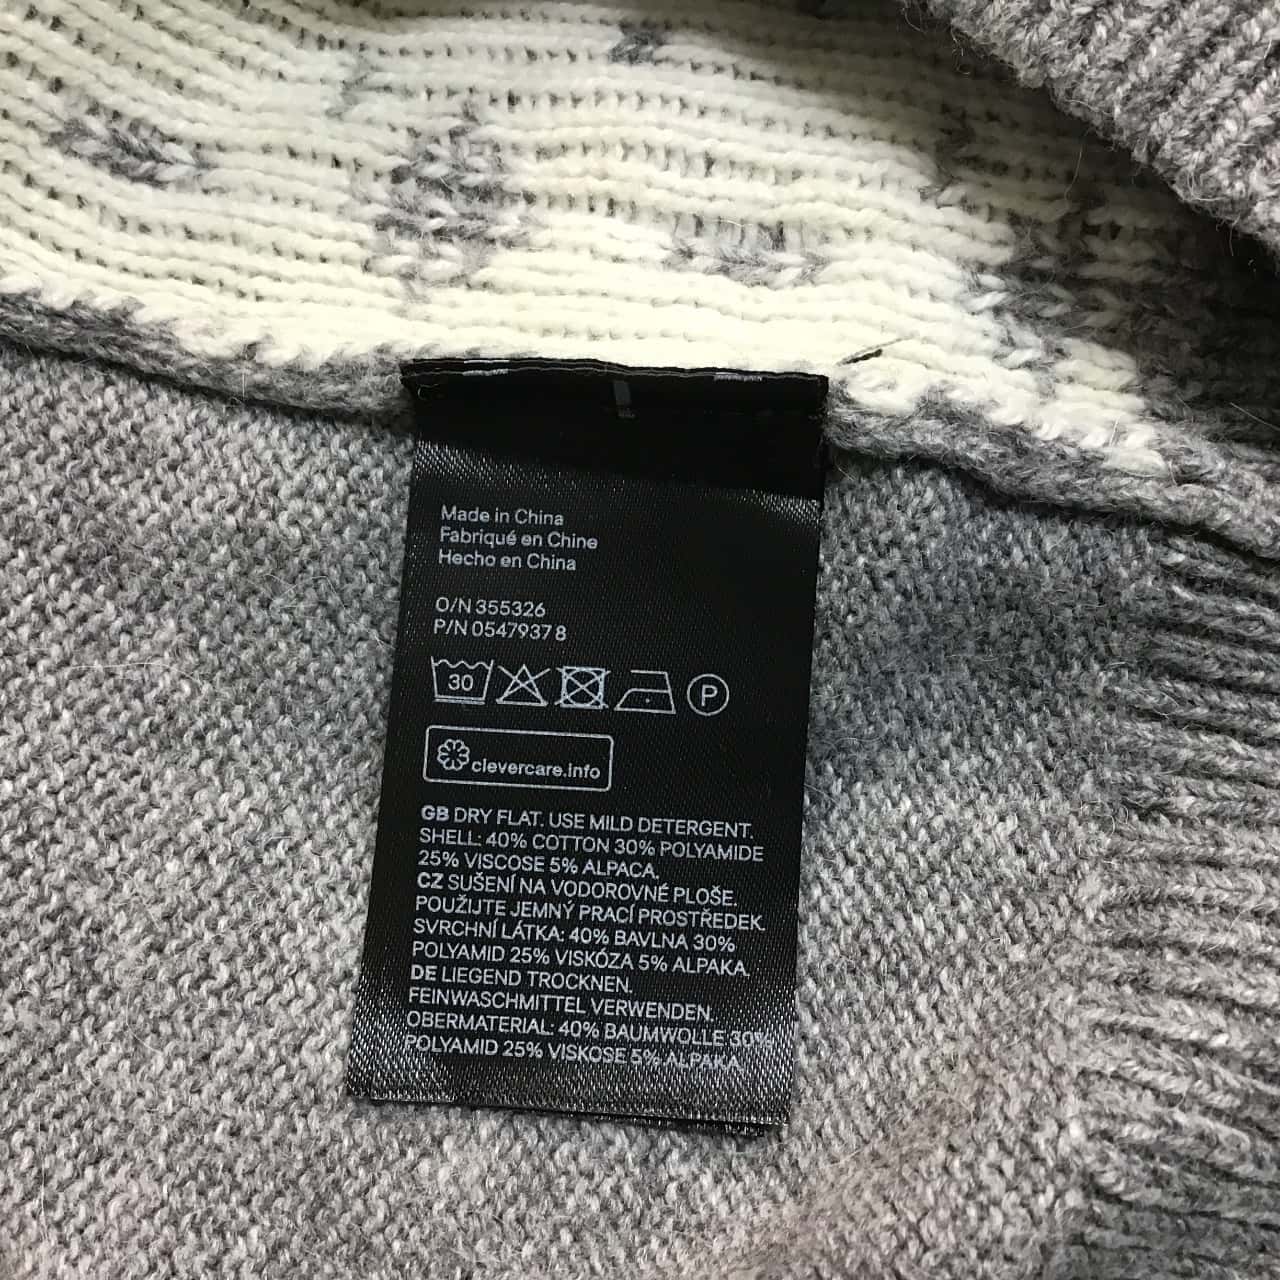 Made in China
Fabriqué en Chine
Hecho en China
O/N 355326
P/N 0547937 8
30
P
clevercare.info
GB DRY FLAT. USE MILD DETERGENT.
SHELL: 40% COTTON 30% POLYAMIDE
25% VISCOSE 5% ALPACA.
CZ SUŠENÍ NA VODOROVNÉ PLOŠE.
POUŽIJTE JEMNÝ PRACÍ PROSTŘEDEK.
SVRCHNÍ LÁTKA: 40% BAVLNA 30%
POLYAMID 25% VISKÓZA 5% ALPAKA.
DE LIEGEND TROCKNEN.
FEINWASCHMITTEL VERWENDEN.
OBERMATERIAL: 40% BAUMWOLLE 30%
POLYAMID 25% VISKOSE 5% ALPAKA.